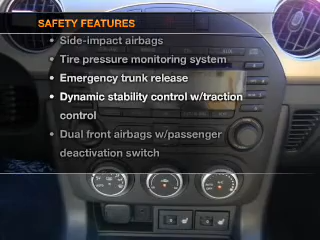 SAFETY FEATURES
• Side-impact airbags
• Tire pressure monitoring system
• Emergency trunk release
• Dynamic stability control w/traction
control
• Dual front airbags w/passenger
deactivation switch